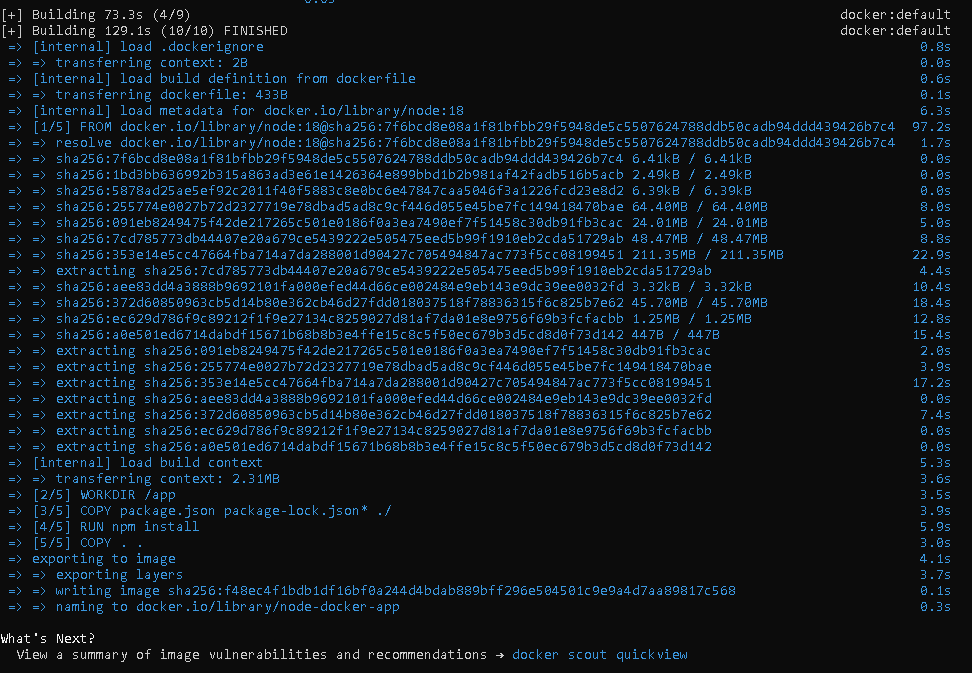 [+] Building 73.3s (4/9) docker:default
[+] Building 129.1s (10/10) FINISHED docker:default
=> [internal] load .dockerignore 0.8s
=> => transferring context: 2B 0.0s
=> [internal] load build definition from dockerfile 0.6s
=> => transferring dockerfile: 433B 0.1s
=> [internal] load metadata for docker.io/library/node:18 6.3s
=> [1/5] FROM docker.io/library/node:18@sha256:7f6bcd8e08a1f81bfbb29f5948de5c5507624788ddb50cadb94ddd439426b7c4 97.2s
=> => resolve docker.io/library/node:18@sha256:7f6bcd8e08a1f81bfbb29f5948de5c5507624788ddb50cadb94ddd439426b7c4 1.7s
=> => sha256:7f6bcd8e08a1f81bfbb29f5948de5c5507624788ddb50cadb94ddd439426b7c4 6.41kB / 6.41kB 0.0s
=> => sha256:1bd3bb636992b315a863ad3e61e1426364e899bbd1b2b981af42fadb516b5acb 2.49kB / 2.49kB 0.0s
=> => sha256:5878ad25ae5ef92c2011f40f5883c8e0bc6e47847caa5046f3a1226fcd23e8d2 6.39kB / 6.39kB 0.0s
=> => sha256:255774e0027b72d2327719e78dbad5ad8c9cf446d055e45be7fc149418470bae 64.40MB / 64.40MB 8.0s
=> => sha256:091eb8249475f42de217265c501e0186f0a3ea7490ef7f51458c30db91fb3cac 24.01MB / 24.01MB 5.0s
=> => sha256:7cd785773db44407e20a679ce5439222e505475eed5b99f1910eb2cda51729ab 48.47MB / 48.47MB 8.8s
=> => sha256:353e14e5cc47664fba714a7da288001d90427c705494847ac773f5cc08199451 211.35MB / 211.35MB 22.9s
=> => extracting sha256:7cd785773db44407e20a679ce5439222e505475eed5b99f1910eb2cda51729ab 4.4s
=> => sha256:aee83dd4a3888b9692101fa000efed44d66ce002484e9eb143e9dc39ee0032fd 3.32kB / 3.32kB 10.4s
=> => sha256:372d60850963cb5d14b80e362cb46d27fdd018037518f78836315f6c825b7e62 45.70MB / 45.70MB 18.4s
=> => sha256:ec629d786f9c89212f1f9e27134c8259027d81af7da01e8e9756f69b3fcfacbb 1.25MB / 1.25MB 12.8s
=> => sha256:a0e501ed6714dabdf15671b68b8b3e4ffe15c8c5f50ec679b3d5cd8d0f73d142 447B / 447B 15.4s
=> => extracting sha256:091eb8249475f42de217265c501e0186f0a3ea7490ef7f51458c30db91fb3cac 2.0s
=> => extracting sha256:255774e0027b72d2327719e78dbad5ad8c9cf446d055e45be7fc149418470bae 3.9s
=> => extracting sha256:353e14e5cc47664fba714a7da288001d90427c705494847ac773f5cc08199451 17.2s
=> => extracting sha256:aee83dd4a3888b9692101fa000efed44d66ce002484e9eb143e9dc39ee0032fd 0.0s
=> => extracting sha256:372d60850963cb5d14b80e362cb46d27fdd018037518f78836315f6c825b7e62 7.4s
=> => extracting sha256:ec629d786f9c89212f1f9e27134c8259027d81af7da01e8e9756f69b3fcfacbb 0.0s
=> => extracting sha256:a0e501ed6714dabdf15671b68b8b3e4ffe15c8c5f50ec679b3d5cd8d0f73d142 0.0s
=> [internal] load build context 5.3s
=> => transferring context: 2.31MB 3.6s
=> [2/5] WORKDIR /app 3.5s
=> [3/5] COPY package.json package-lock.json* ./ 3.9s
=> [4/5] RUN npm install 5.9s
=> [5/5] COPY . . 3.0s
=> exporting to image 4.1s
=> => exporting layers 3.7s
=> => writing image sha256:f48ec4f1bdb1df16bf0a244d4bdab889bff296e504501c9e9a4d7aa89817c568 0.1s
=> => naming to docker.io/library/node-docker-app 0.3s
What's Next?
View a summary of image vulnerabilities and recommendations → docker scout quickview